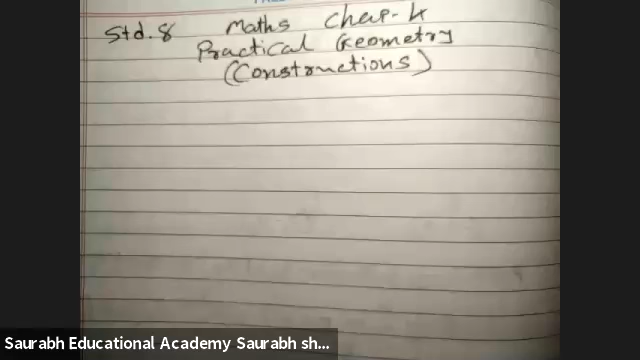 Std. 8 Maths Chap-4
Practical Geometry
(Constructions)
Saurabh Educational Academy Saurabh sh...